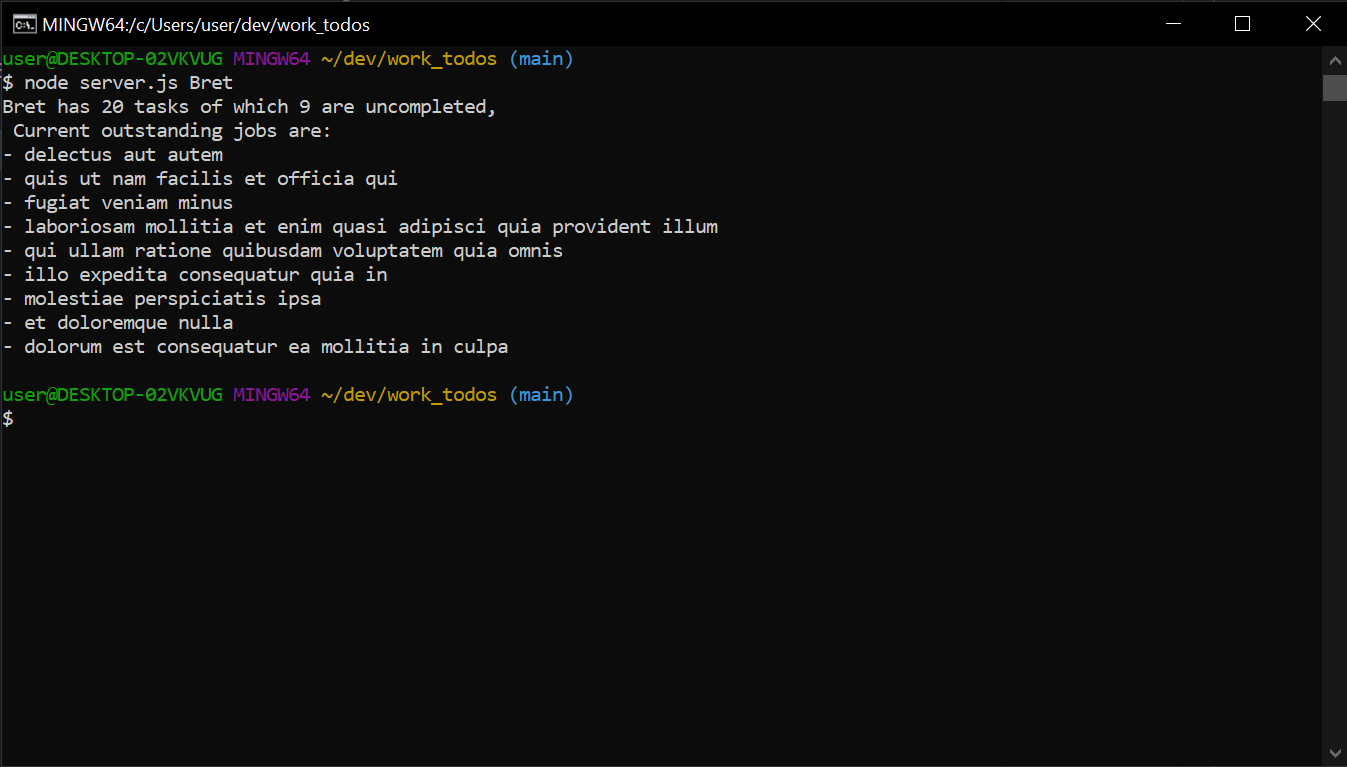 MINGW64:/c/Users/user/dev/work_todos
user@DESKTOP-02VKVUG MINGW64 ~/dev/work_todos (main)
$ node server.js Bret
Bret has 20 tasks of which 9 are uncompleted,
 Current outstanding jobs are:
- delectus aut autem
- quis ut nam facilis et officia qui
- fugiat veniam minus
- laboriosam mollitia et enim quasi adipisci quia provident illum
- qui ullam ratione quibusdam voluptatem quia omnis
- illo expedita consequatur quia in
- molestiae perspiciatis ipsa
- et doloremque nulla
- dolorum est consequatur ea mollitia in culpa
user@DESKTOP-02VKVUG MINGW64 ~/dev/work_todos (main)
$